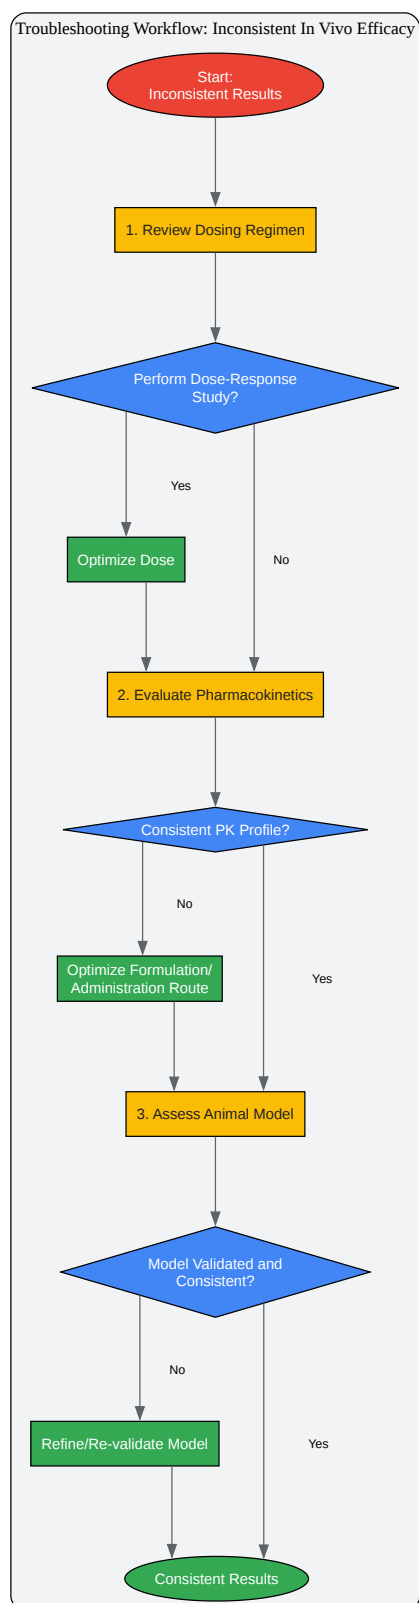 Troubleshooting Workflow: Inconsistent In Vivo Efficacy
Start:
Inconsistent Results
1. Review Dosing Regimen
Perform Dose-Response
Study?
Yes
Optimize Dose
No
2. Evaluate Pharmacokinetics
Consistent PK Profile?
No
Optimize Formulation/
Administration Route
Yes
3. Assess Animal Model
Model Validated and
Consistent?
No
Refine/Re-validate Model
Yes
Consistent Results